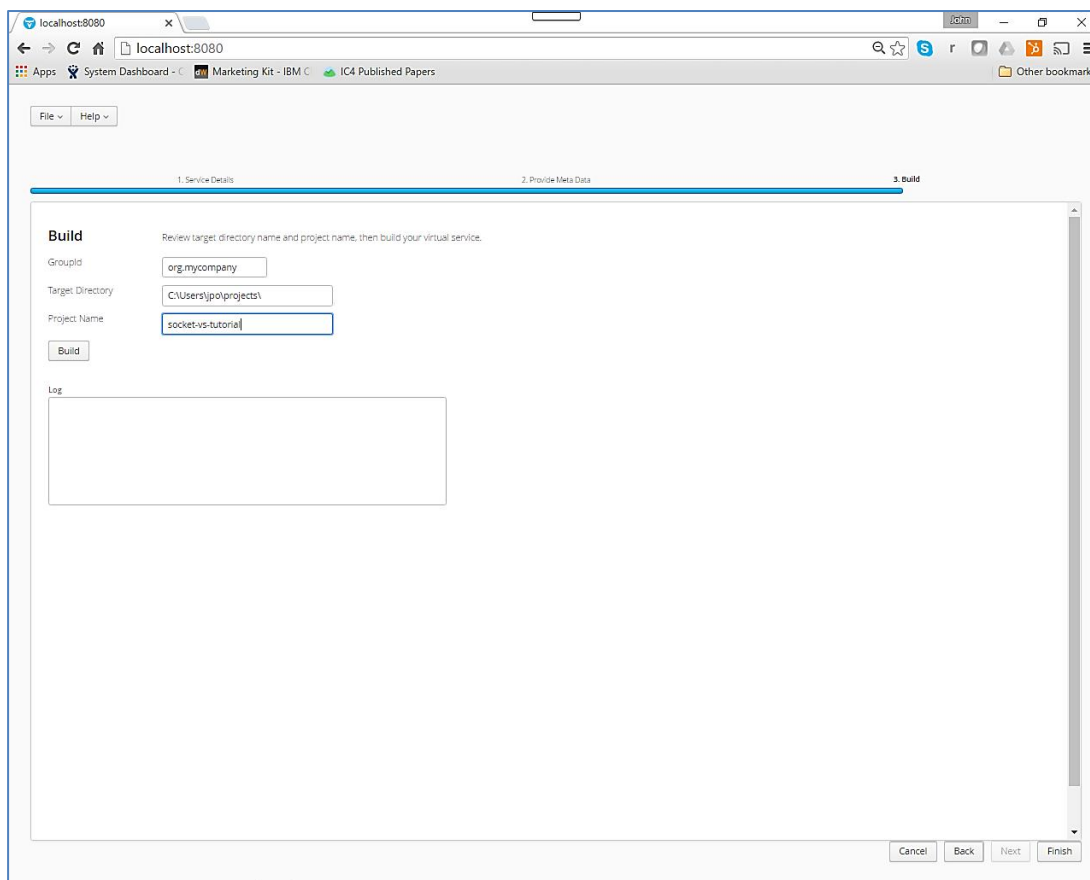 localhost:8080
John
localhost:8080
Apps System Dashboard - C Marketing Kit - IBM C IC4 Published Papers Other bookmark
File Help
1. Service Details 2. Provide Meta Data 3. Build
Build Review target directory name and project name, then build your virtual service.
GroupId org.mycompany
Target Directory C:\Users\jpo\projects\
Project Name socket-vs-tutorial
Build
Log
Cancel Back Next Finish